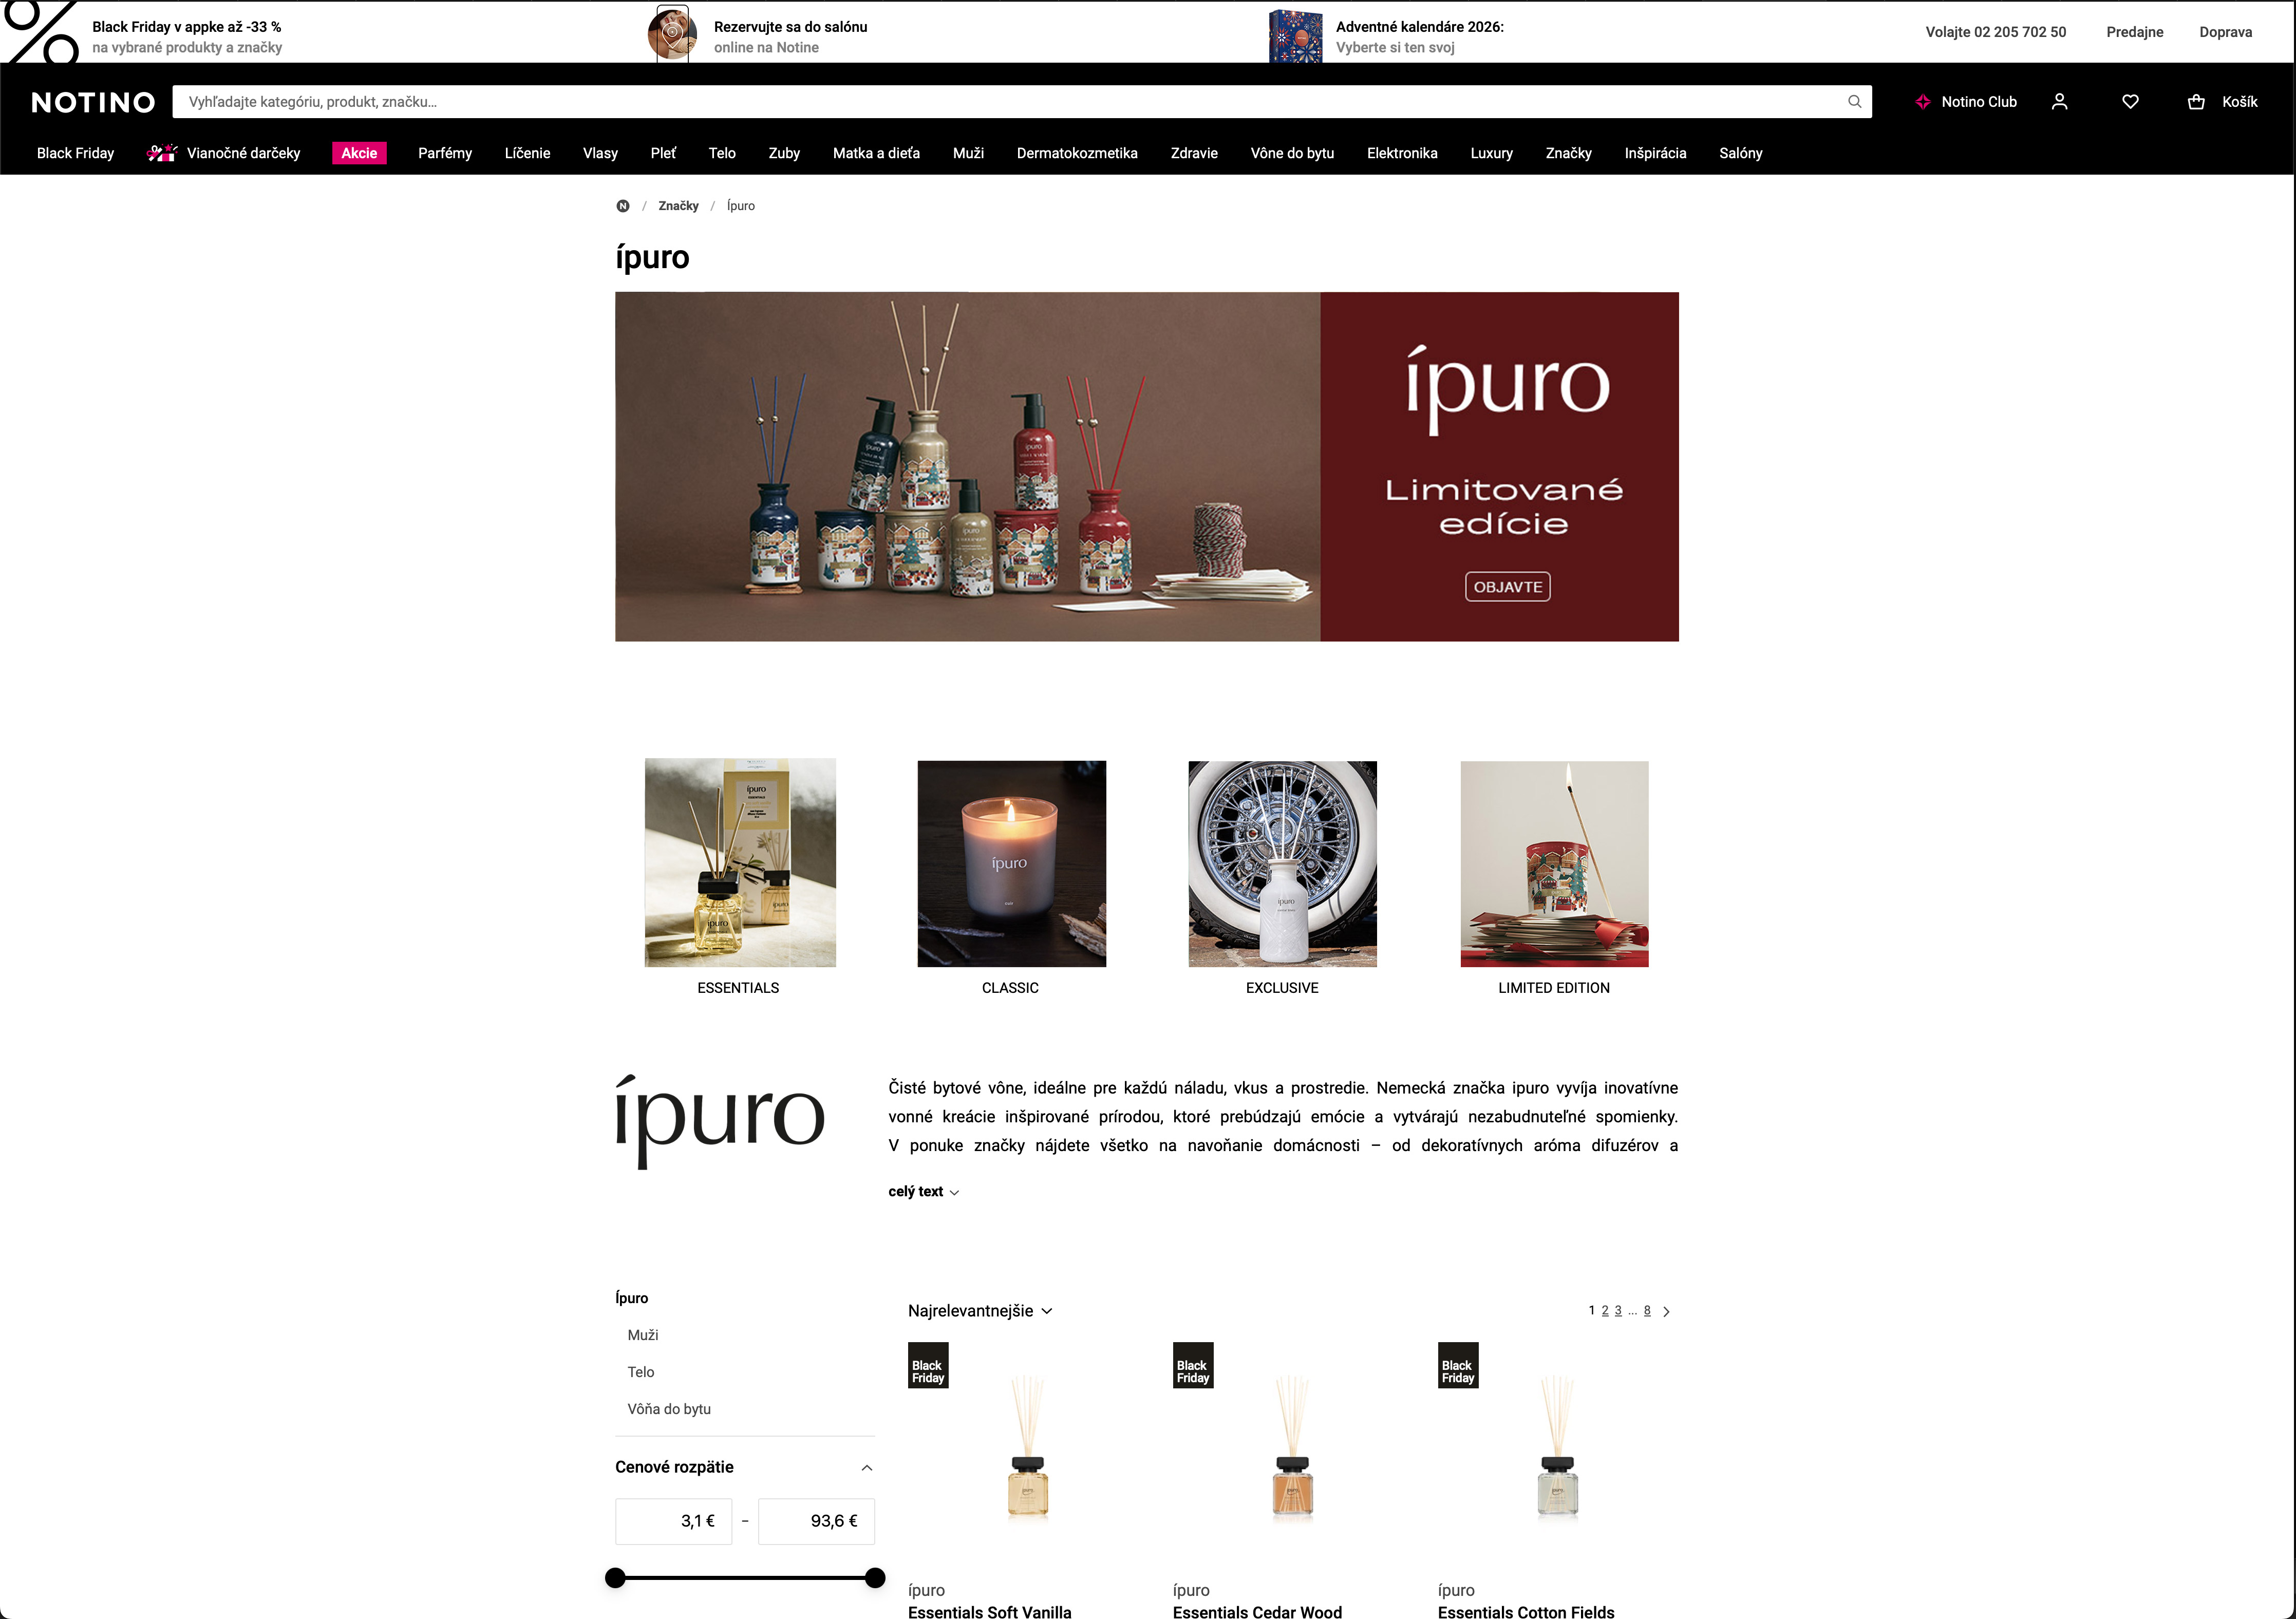 Black Friday v appke až -33 %
na vybrané produkty a značky
Rezervujte sa do salónu
online na Notine
Adventné kalendáre 2026:
Vyberte si ten svoj
Volajte 02 205 702 50
Predajne
Doprava
NOTINO
Vyhľadajte kategóriu, produkt, značku...
Notino Club
Košík
Black Friday
Vianočné darčeky
Akcie
Parfémy
Líčenie
Vlasy
Pleť
Telo
Zuby
Matka a dieťa
Muži
Dermatokozmetika
Zdravie
Vône do bytu
Elektronika
Luxury
Značky
Inšpirácia
Salóny
N / Značky / Ípuro
ípuro
ípuro
Limitované
edície
OBJAVTE
ípuro
ípuro
ípuro
ípuro
ESSENTIALS
CLASSIC
EXCLUSIVE
LIMITED EDITION
ípuro
Čisté bytové vône, ideálne pre každú náladu, vkus a prostredie. Nemecká značka ipuro vyvíja inovatívne
vonné kreácie inšpirované prírodou, ktoré prebúdzajú emócie a vytvárajú nezabudnuteľné spomienky.
V ponuke značky nájdete všetko na navoňanie domácnosti – od dekoratívnych aróma difuzérov a
celý text
Ípuro
Muži
Telo
Vôňa do bytu
Cenové rozpätie
3,1 € – 93,6 €
Najrelevantnejšie
1 2 3 ... 8
Black
Friday
Black
Friday
Black
Friday
ípuro
Essentials Soft Vanilla
ípuro
Essentials Cedar Wood
ípuro
Essentials Cotton Fields